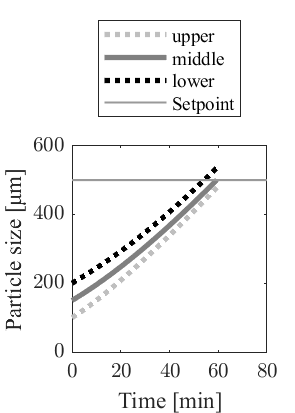 upper
middle
lower
Setpoint
600
400
200
0
0 20 40 60 80
Particle size [μm]
Time [min]